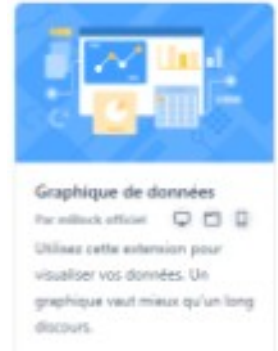 Graphique de données
Par mBlock officiel
Utilisez cette extension pour
visualiser vos données. Un
graphique vaut mieux qu'un long
discours.